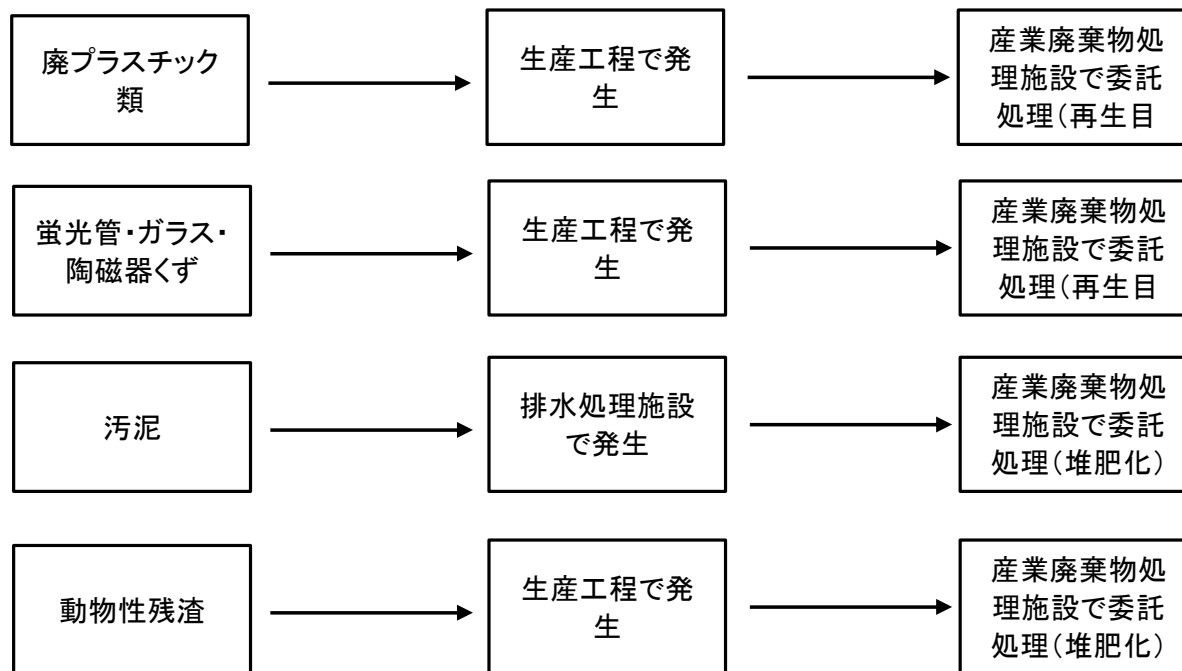 廃プラスチック
類
生産工程で発
生
産業廃棄物処
理施設で委託
処理(再生目
蛍光管・ガラス・
陶磁器くず
生産工程で発
生
産業廃棄物処
理施設で委託
処理(再生目
汚泥
排水処理施設
で発生
産業廃棄物処
理施設で委託
処理(堆肥化)
動物性残渣
生産工程で発
生
産業廃棄物処
理施設で委託
処理(堆肥化)